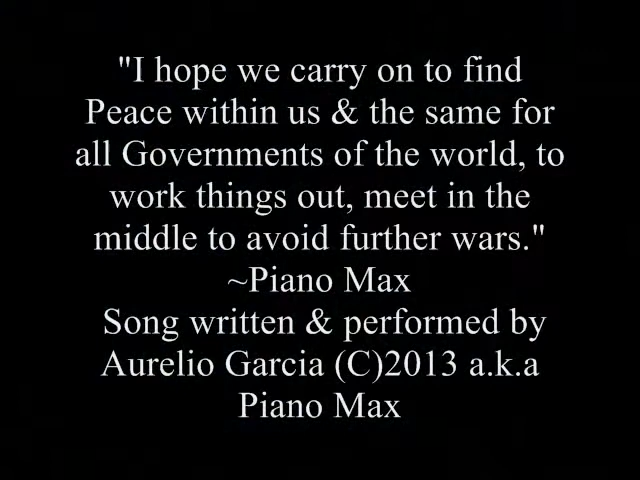 "I hope we carry on to find
Peace within us & the same for
all Governments of the world, to
work things out, meet in the
middle to avoid further wars."
~Piano Max
Song written & performed by
Aurelio Garcia (C)2013 a.k.a
Piano Max